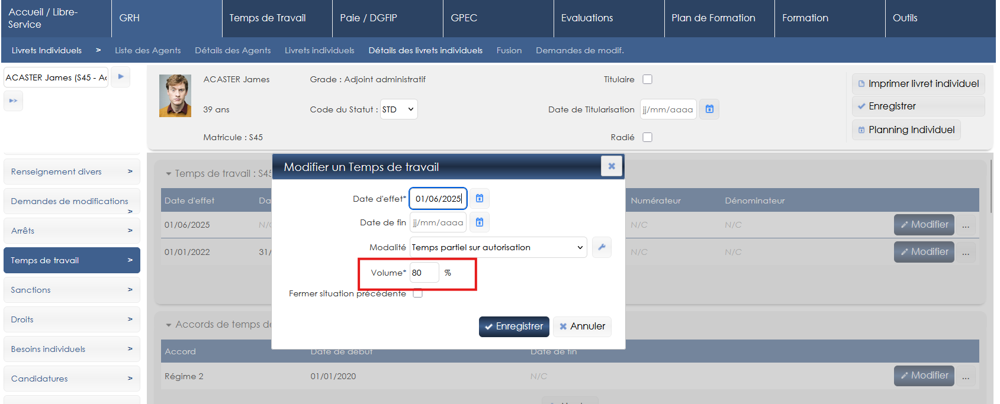 Accueil / Libre-Service
GRH
Temps de Travail
Paie / DGFIP
GPEC
Evaluations
Plan de Formation
Formation
Outils
Livrets Individuels > Liste des Agents Détails des Agents Livrets individuels Détails des livrets individuels Fusion Demandes de modif.
ACASTER James (S45 -
ACASTER James
Grade : Adjoint administratif
Titulaire
Imprimer livret individuel
39 ans
Code du Statut : STD
Date de Titularisation jj/mm/aaaa
Enregistrer
Matricule : S45
Radié
Planning Individuel
Renseignement divers >
Demandes de modifications >
Arrêts >
Temps de travail >
Sanctions >
Droits >
Besoins individuels >
Candidatures >
Temps de travail : S45
Date d'effet
Numérateur
Dénominateur
01/06/2025
N/C
N/C
Modifier ...
01/01/2022
31/
N/C
N/C
Modifier ...
Modifier un Temps de travail
Date d'effet* 01/06/2025
Date de fin jj/mm/aaaa
Modalité Temps partiel sur autorisation
Volume* 80 %
Fermer situation précédente
Enregistrer
Annuler
Accords de temps de
Accord
Date de début
Date de fin
Régime 2
01/01/2020
N/C
Modifier ...